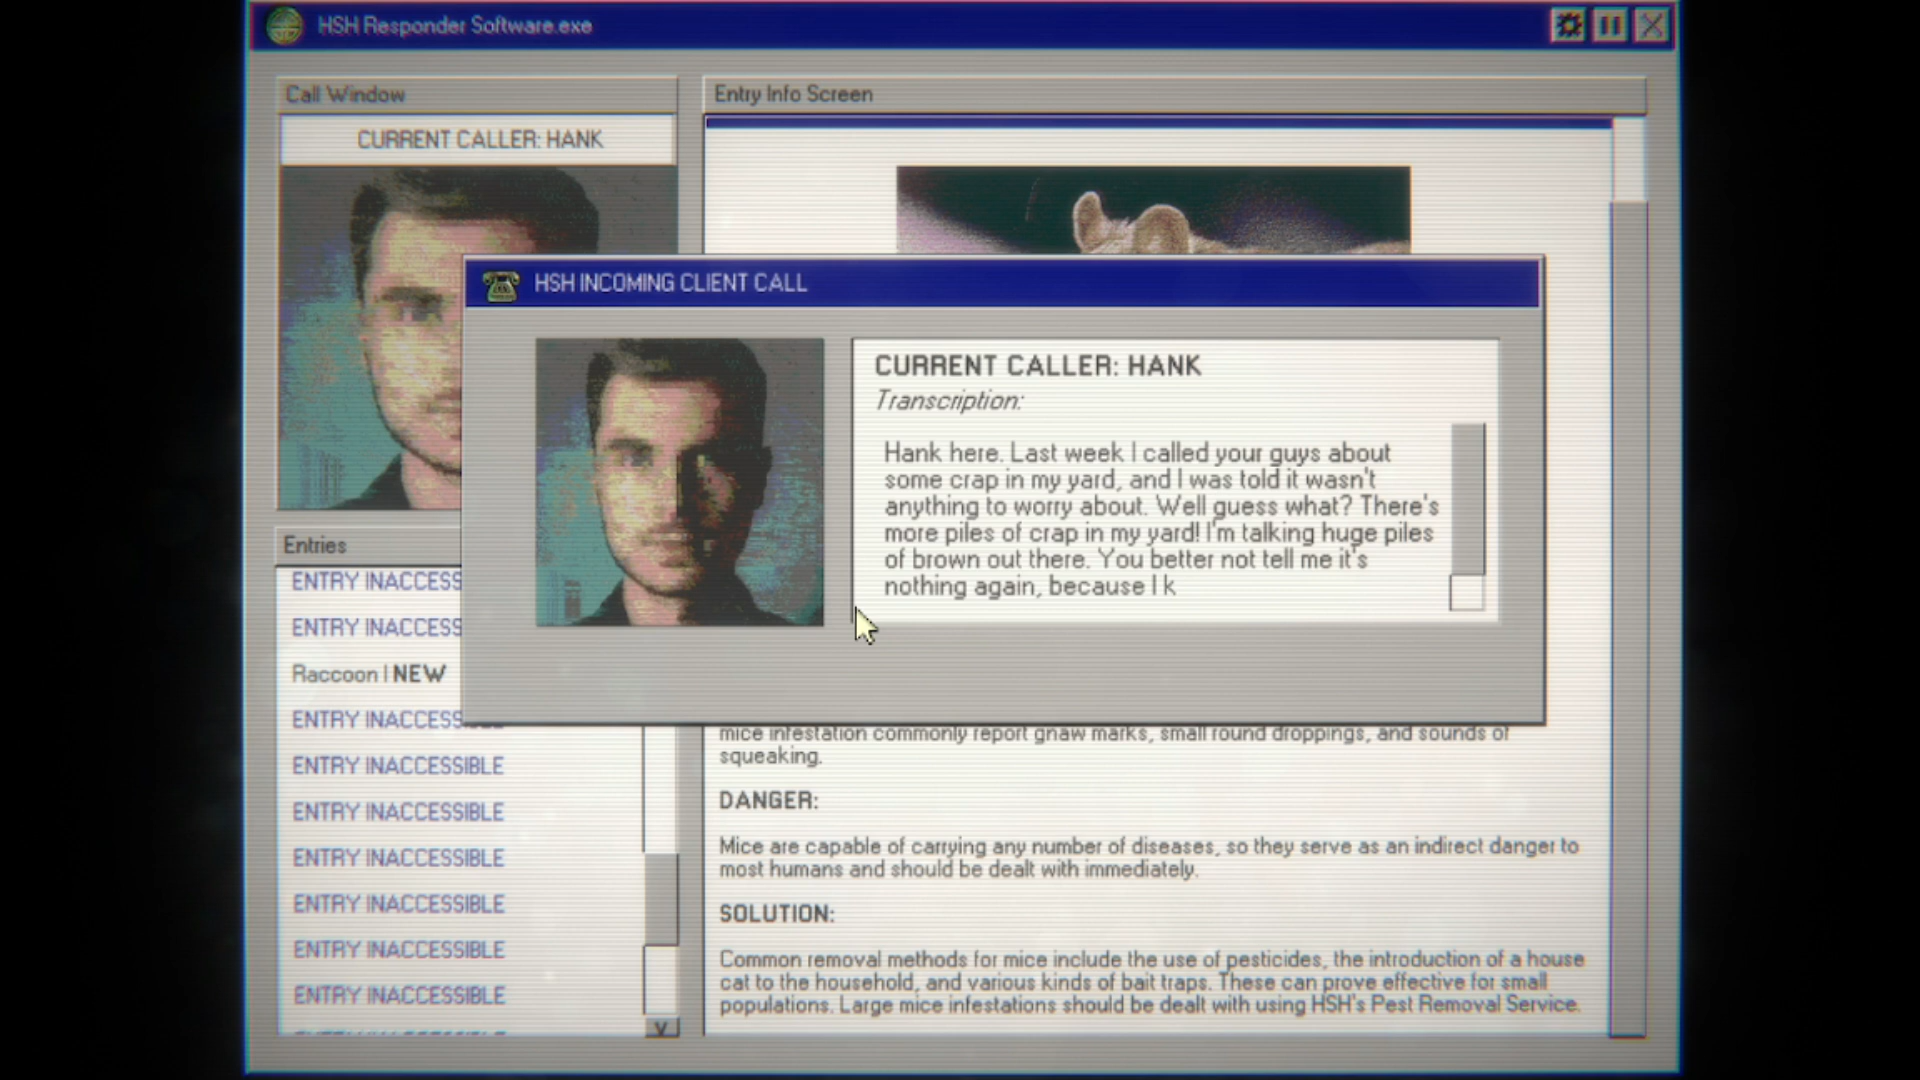 HSH Responder Software.exe
Call Window
CURRENT CALLER: HANK
Entry Info Screen
HSH INCOMING CLIENT CALL
CURRENT CALLER: HANK
Transcription:
Hank here. Last week I called your guys about
some crap in my yard, and I was told it wasn't
anything to worry about. Well guess what? There's
more piles of crap in my yard! I'm talking huge piles
of brown out there. You better not tell me it's
nothing again, because I k
Entries
ENTRY INACCESS
ENTRY INACCESS
Raccoon | NEW
ENTRY INACCESSIBLE
ENTRY INACCESSIBLE
ENTRY INACCESSIBLE
ENTRY INACCESSIBLE
ENTRY INACCESSIBLE
ENTRY INACCESSIBLE
ENTRY INACCESSIBLE
V
mice infestation commonly report gnaw marks, small round droppings, and sounds of
squeaking.
DANGER:
Mice are capable of carrying any number of diseases, so they serve as an indirect danger to
most humans and should be dealt with immediately.
SOLUTION:
Common removal methods for mice include the use of pesticides, the introduction of a house
cat to the household, and various kinds of bait traps. These can prove effective for small
populations. Large mice infestations should be dealt with using HSH's Pest Removal Service.